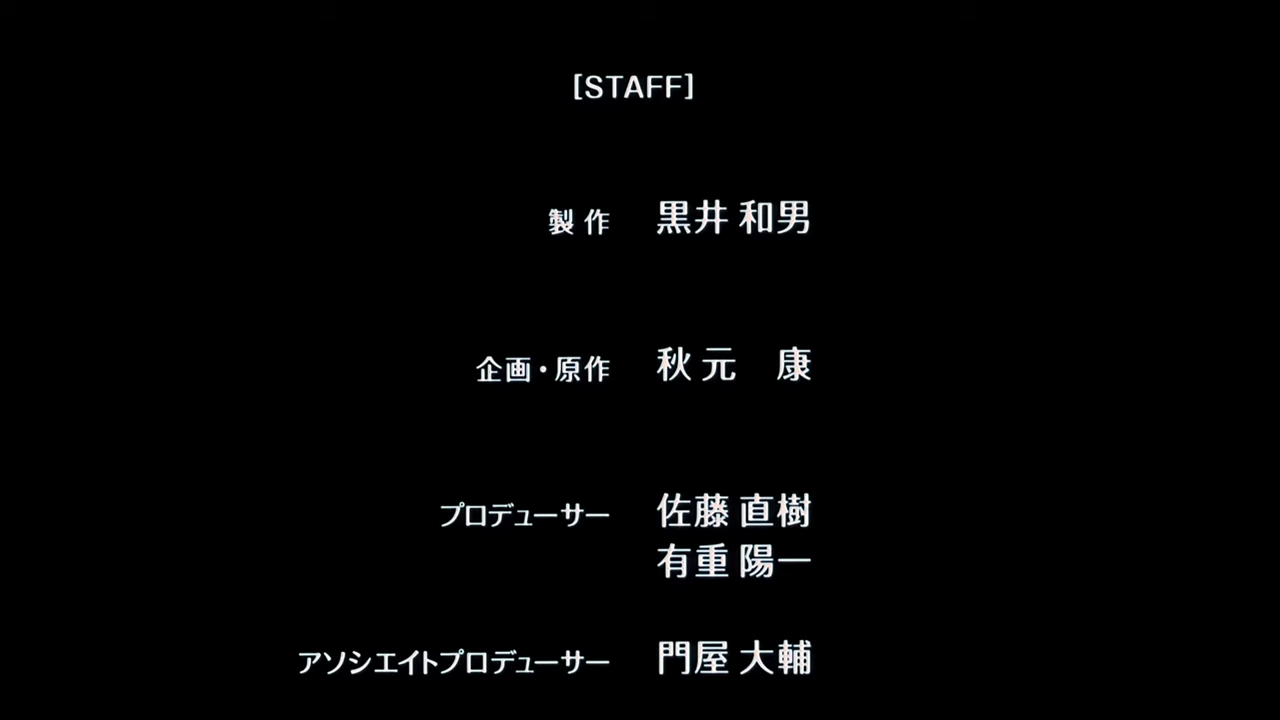 [STAFF]
製作 黒井 和男
企画・原作 秋元 康
プロデューサー 佐藤 直樹
有重 陽一
アソシエイトプロデューサー 門屋 大輔